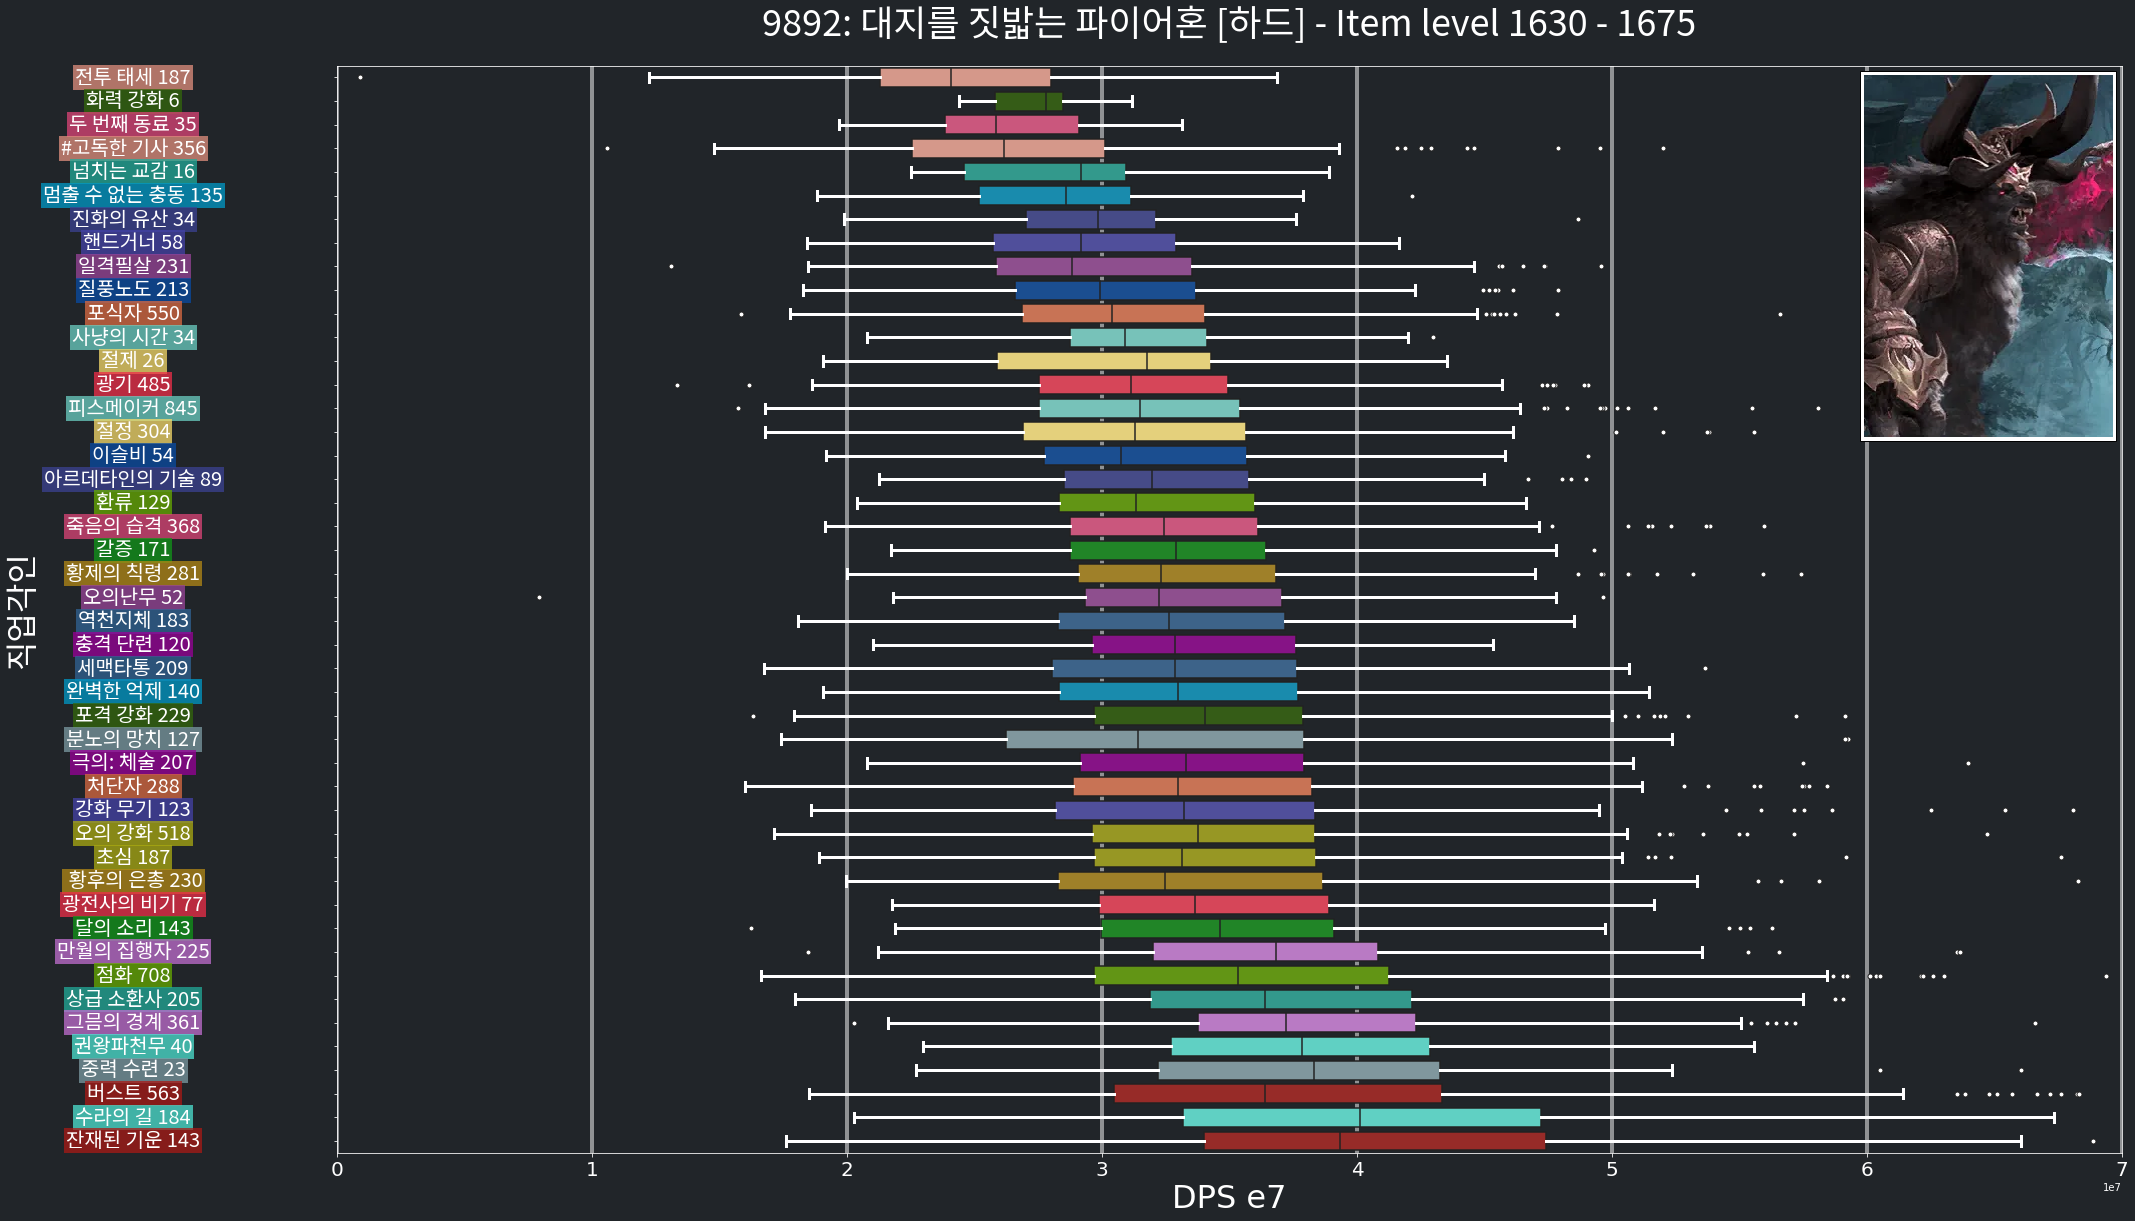 9892: 대지를 짓밟는 파이어혼 [하드] - Item level 1630 - 1675
전투 태세 187
화력 강화 6
두 번째 동료 35
#고독한 기사 356
넘치는 교감 16
멈출 수 없는 충동 135
진화의 유산 34
핸드거너 58
일격필살 231
질풍노도 213
포식자 550
사냥의 시간 34
절제 26
광기 485
피스메이커 845
절정 304
이슬비 54
아르데타인의 기술 89
환류 129
죽음의 습격 368
갈증 171
황제의 칙령 281
오의난무 52
역천지체 183
충격 단련 120
세맥타통 209
완벽한 억제 140
포격 강화 229
분노의 망치 127
극의: 체술 207
처단자 288
강화 무기 123
오의 강화 518
초심 187
황후의 은총 230
광전사의 비기 77
달의 소리 143
만월의 집행자 225
점화 708
상급 소환사 205
그믐의 경계 361
권왕파천무 40
중력 수련 23
버스트 563
수라의 길 184
잔재된 기운 143
직업각인
0 1 2 3 4 5 6 7
1e7
DPS e7